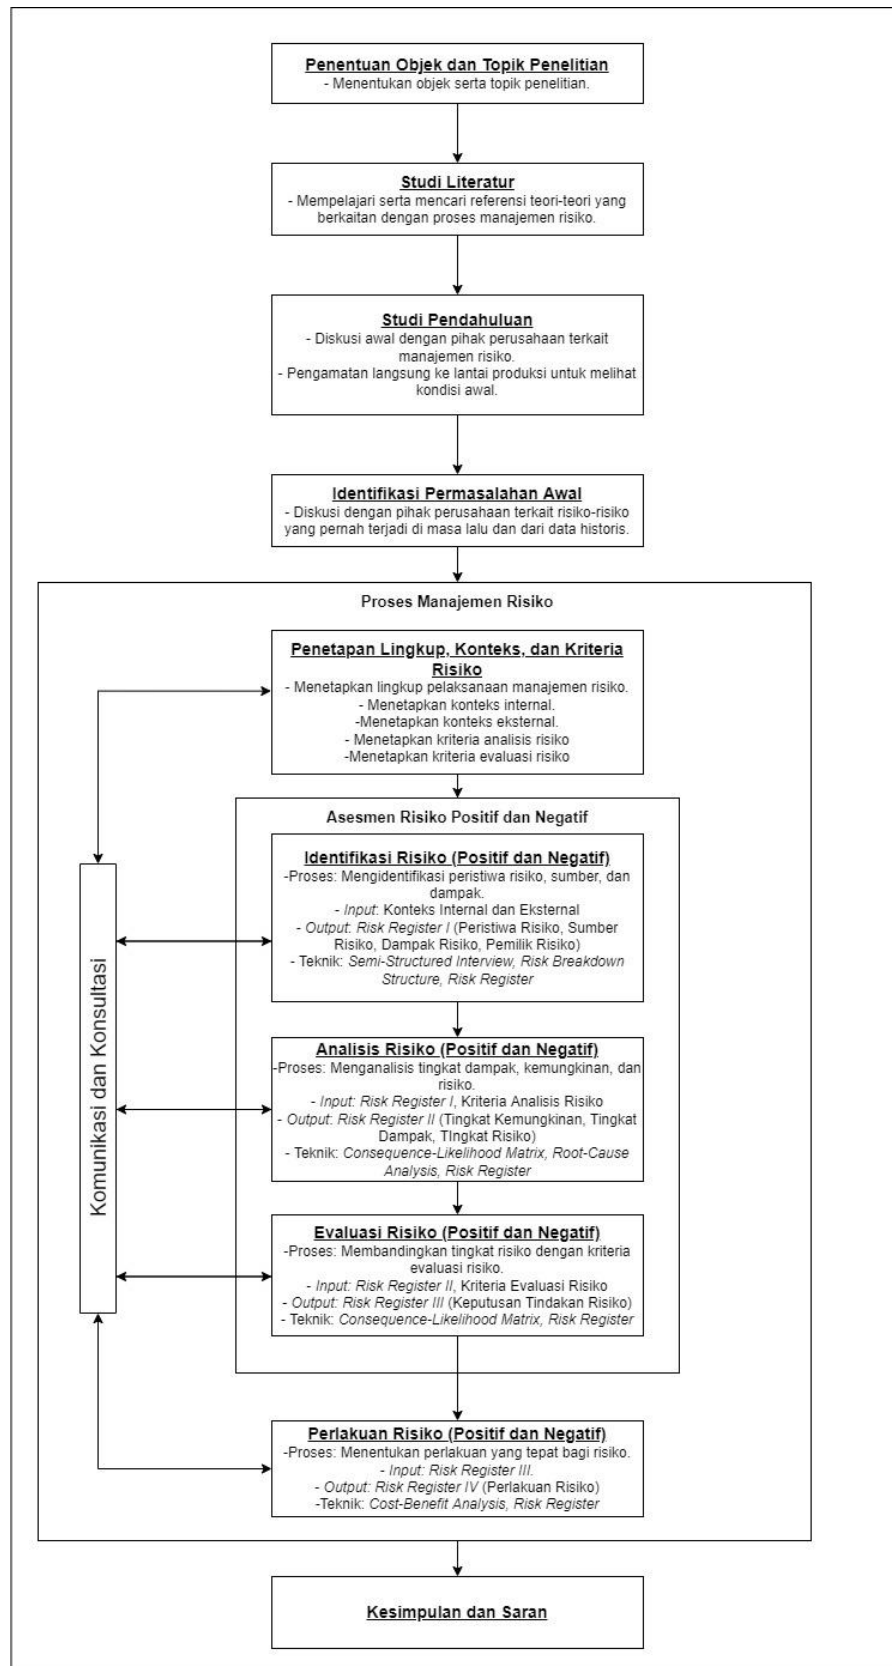 Penentuan Objek dan Topik Penelitian
- Menentukan objek serta topik penelitian.
Studi Literatur
- Mempelajari serta mencari referensi teori-teori yang
berkaitan dengan proses manajemen risiko.
Studi Pendahuluan
- Diskusi awal dengan pihak perusahaan terkait
manajemen risiko.
- Pengamatan langsung ke lantai produksi untuk melihat
kondisi awal.
Identifikasi Permasalahan Awal
- Diskusi dengan pihak perusahaan terkait risiko-risiko
yang pernah terjadi di masa lalu dan dari data historis.
Proses Manajemen Risiko
Penetapan Lingkup, Konteks, dan Kriteria
Risiko
- Menetapkan lingkup pelaksanaan manajemen risiko.
- Menetapkan konteks internal.
-Menetapkan konteks eksternal.
- Menetapkan kriteria analisis risiko
-Menetapkan kriteria evaluasi risiko
Komunikasi dan Konsultasi
Asesmen Risiko Positif dan Negatif
Identifikasi Risiko (Positif dan Negatif)
-Proses: Mengidentifikasi peristiwa risiko, sumber, dan
dampak.
- Input: Konteks Internal dan Eksternal
- Output: Risk Register I (Peristiwa Risiko, Sumber
Risiko, Dampak Risiko, Pemilik Risiko)
- Teknik: Semi-Structured Interview, Risk Breakdown
Structure, Risk Register
Analisis Risiko (Positif dan Negatif)
-Proses: Menganalisis tingkat dampak, kemungkinan, dan
risiko.
- Input: Risk Register I, Kriteria Analisis Risiko
- Output: Risk Register II (Tingkat Kemungkinan, Tingkat
Dampak, TIngkat Risiko)
- Teknik: Consequence-Likelihood Matrix, Root-Cause
Analysis, Risk Register
Evaluasi Risiko (Positif dan Negatif)
-Proses: Membandingkan tingkat risiko dengan kriteria
evaluasi risiko.
- Input: Risk Register II, Kriteria Evaluasi Risiko
- Output: Risk Register III (Keputusan Tindakan Risiko)
- Teknik: Consequence-Likelihood Matrix, Risk Register
Perlakuan Risiko (Positif dan Negatif)
-Proses: Menentukan perlakuan yang tepat bagi risiko.
- Input: Risk Register III.
- Output: Risk Register IV (Perlakuan Risiko)
-Teknik: Cost-Benefit Analysis, Risk Register
Kesimpulan dan Saran